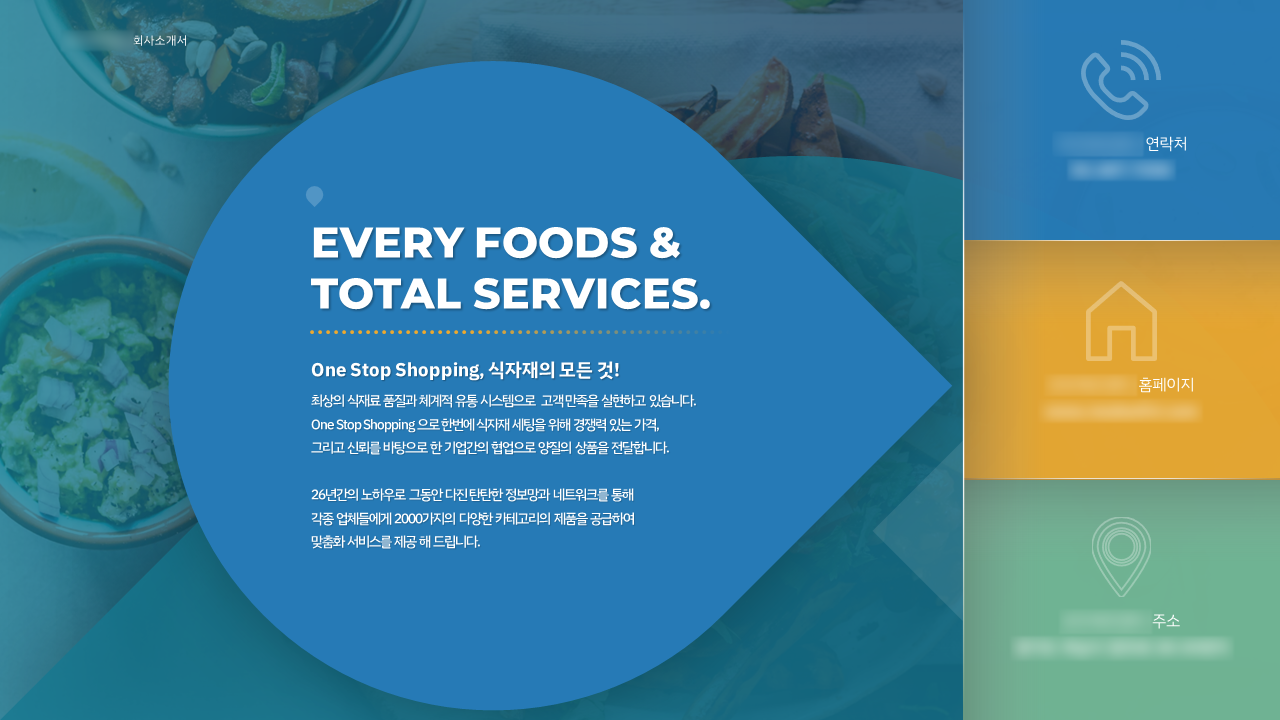 회사소개서
EVERY FOODS &
TOTAL SERVICES.
One Stop Shopping, 식자재의 모든 것!
최상의 식재료 품질과 체계적 유통 시스템으로 고객만족을 실현하고 있습니다.
One Stop Shopping 으로 한번에 식자재 세팅을 위해 경쟁력 있는 가격,
그리고 신뢰를 바탕으로 한 기업간의 협업으로 양질의 상품을 전달합니다.
26년간의 노하우로 그동안 다진 탄탄한 정보망과 네트워크를 통해
각종 업체들에게 2000가지의 다양한 카테고리의 제품을 공급하여
맞춤화 서비스를 제공 해 드립니다.
연락처
홈페이지
주소